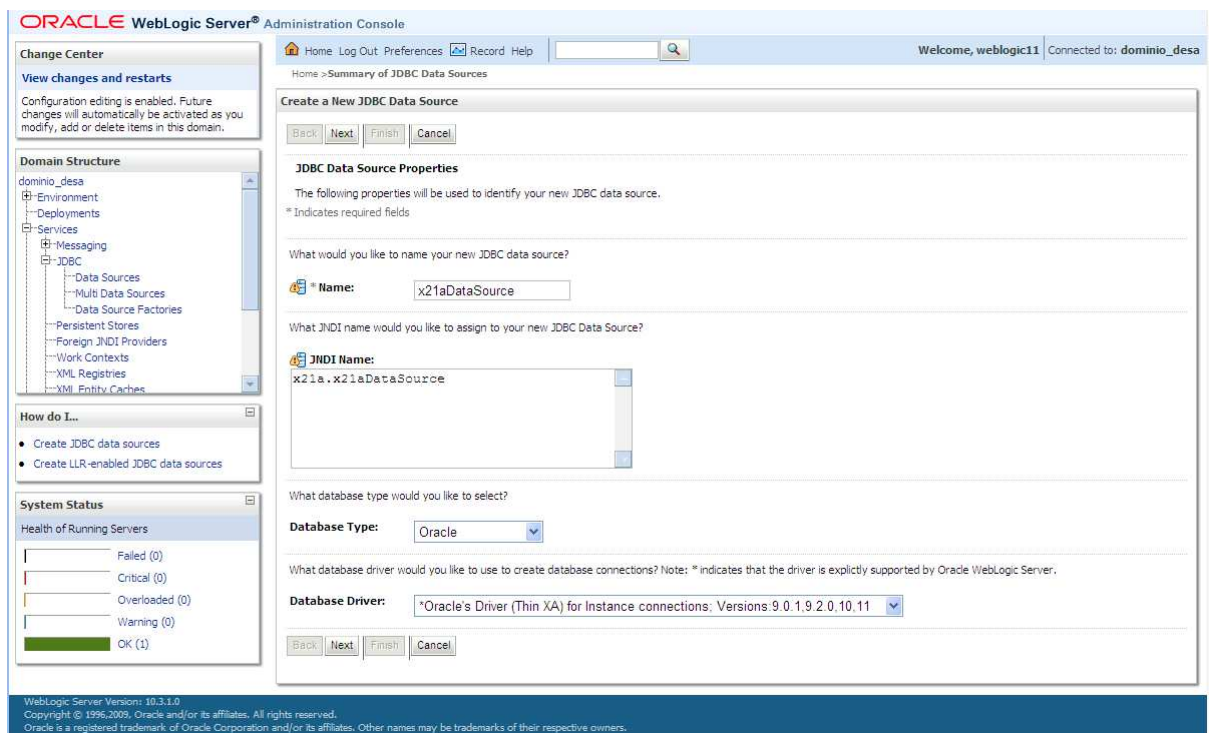 ORACLE WebLogic Server® Administration Console
Change Center
View changes and restarts
Configuration editing is enabled. Future
changes will automatically be activated as you
modify, add or delete items in this domain.
Domain Structure
dominio_desa
Environment
Deployments
Services
Messaging
JDBC
Data Sources
Multi Data Sources
Data Source Factories
Persistent Stores
Foreign JNDI Providers
Work Contexts
XML Registries
XML Entity Caches
How do I...
Create JDBC data sources
Create LLR-enabled JDBC data sources
System Status
Health of Running Servers
Failed (0)
Critical (0)
Overloaded (0)
Warning (0)
OK (1)
Home Log Out Preferences Record Help
Welcome, weblogic11 Connected to: dominio_desa
Home >Summary of JDBC Data Sources
Create a New JDBC Data Source
Back Next Finish Cancel
JDBC Data Source Properties
The following properties will be used to identify your new JDBC data source.
* Indicates required fields
What would you like to name your new JDBC data source?
* Name: x21aDataSource
What JNDI name would you like to assign to your new JDBC Data Source?
JNDI Name:
x21a.x21aDataSource
What database type would you like to select?
Database Type: Oracle
What database driver would you like to use to create database connections? Note: * indicates that the driver is explictly supported by Oracle WebLogic Server.
Database Driver: *Oracle's Driver (Thin XA) for Instance connections; Versions:9.0.1,9.2.0,10,11
Back Next Finish Cancel
WebLogic Server Version: 10.3.1.0
Copyright © 1996,2009, Oracle and/or its affiliates. All rights reserved.
Oracle is a registered trademark of Oracle Corporation and/or its affiliates. Other names may be trademarks of their respective owners.